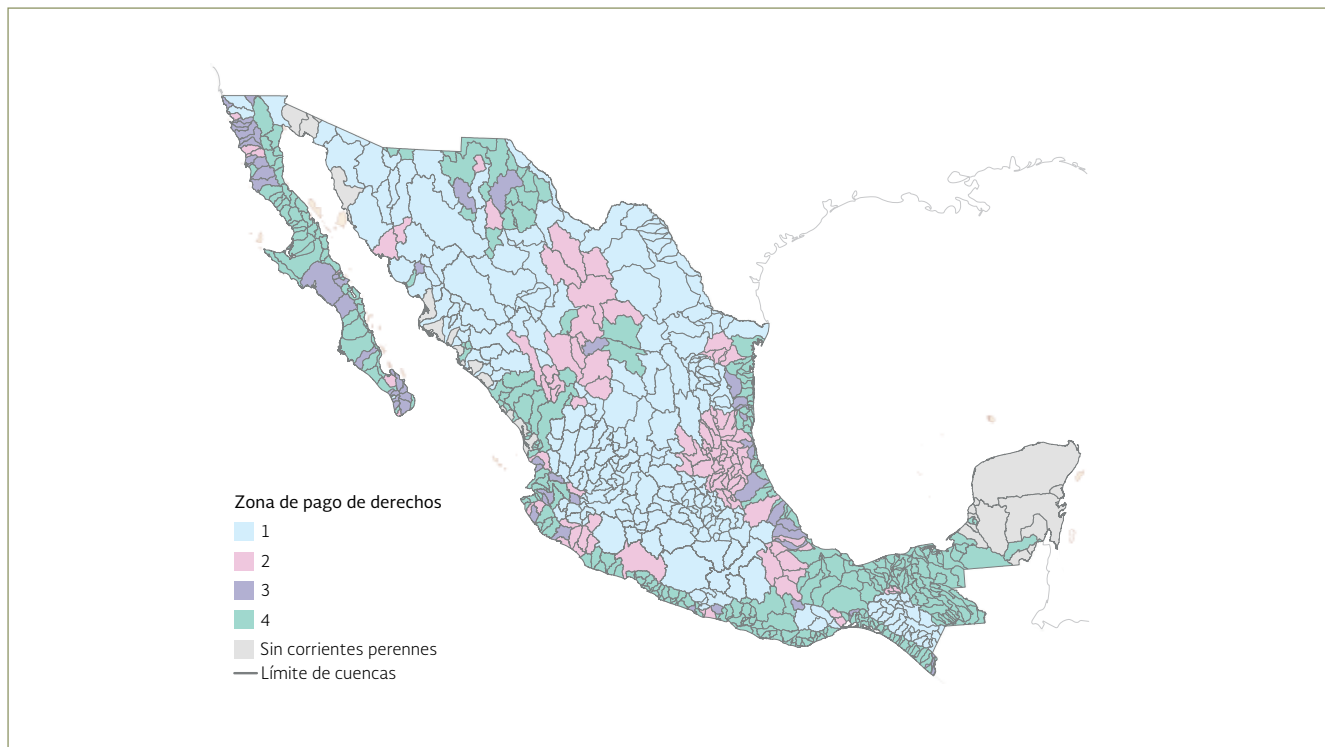 Zona de pago de derechos
1
2
3
4
Sin corrientes perennes
Límite de cuencas